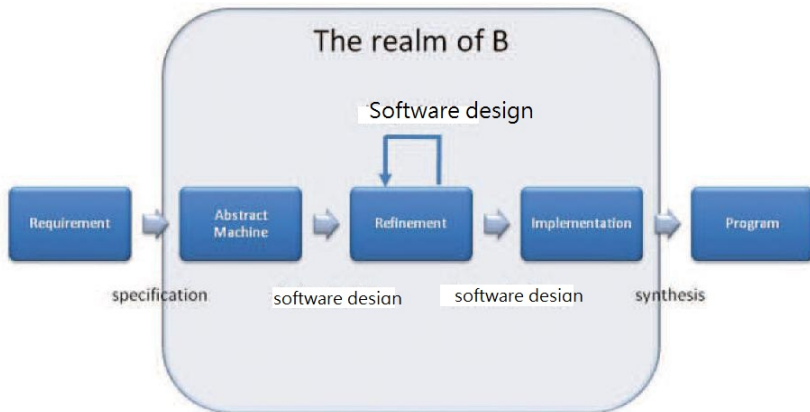 The realm of B
Software design
Requirement
Abstract
Machine
Refinement
Implementation
Program
specification
software design
software design
synthesis